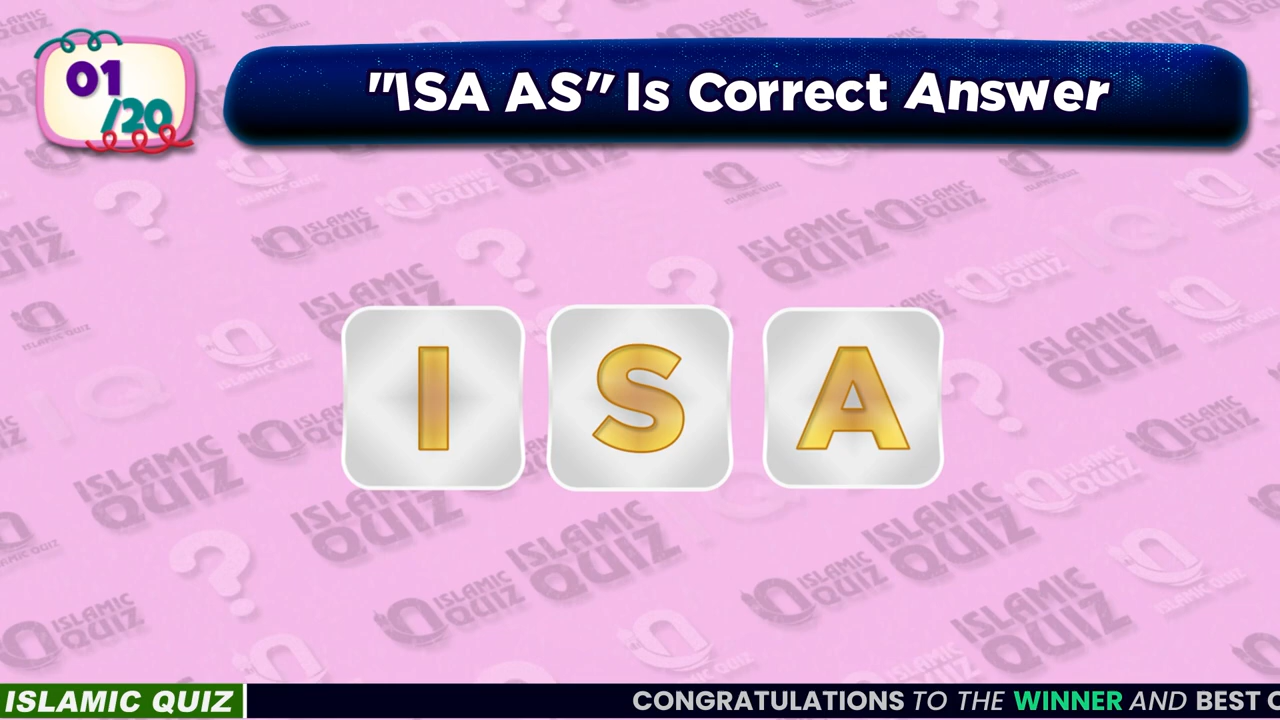 01
/20
"ISA AS" Is Correct Answer
I S A
ISLAMIC QUIZ
CONGRATULATIONS TO THE WINNER AND BEST